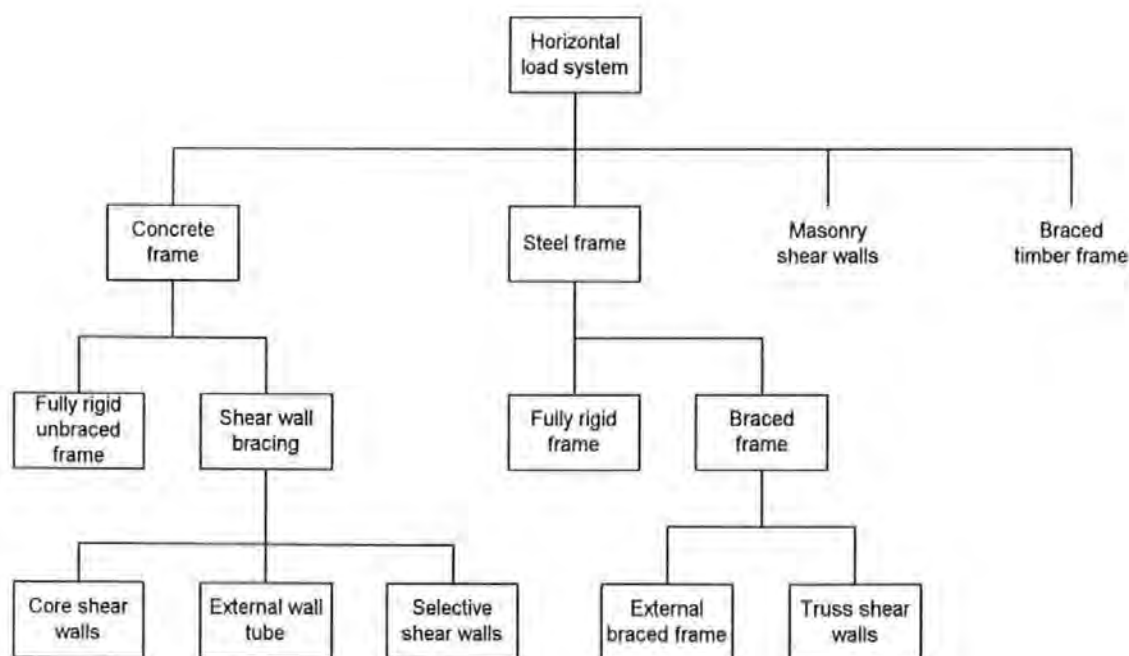 Horizontal
load system
Concrete
frame
Steel frame
Masonry
shear walls
Braced
timber frame
Fully rigid
unbraced
frame
Shear wall
bracing
Fully rigid
frame
Braced
frame
Core shear
walls
External wall
tube
Selective
shear walls
External
braced frame
Truss shear
walls